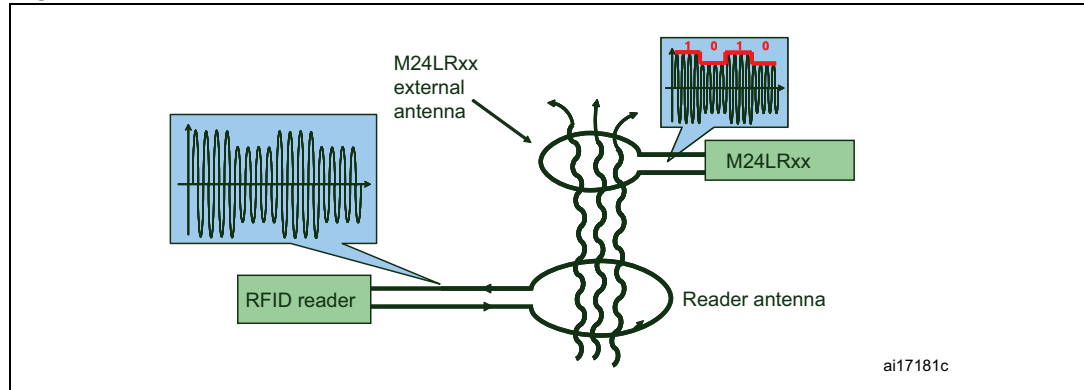 M24LRxx
external
antenna
1 0 1 0
M24LRxx
RFID reader
Reader antenna
ai17181c